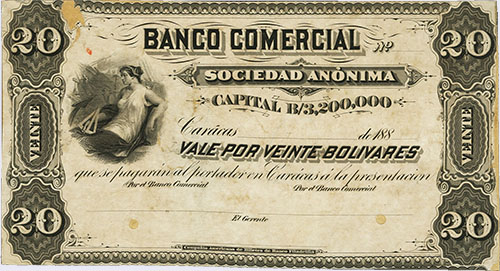 20 BANCO COMERCIAL Nº 20
SOCIEDAD ANÓNIMA
CAPITAL B/3,200,000
VEINTE
VEINTE
Carácas de 188
VALE POR VEINTE BOLIVARES
que se pagarán al portador en Carácas á la presentacion
Por el Banco Comercial Por el Banco Comercial
El Gerente
20 20